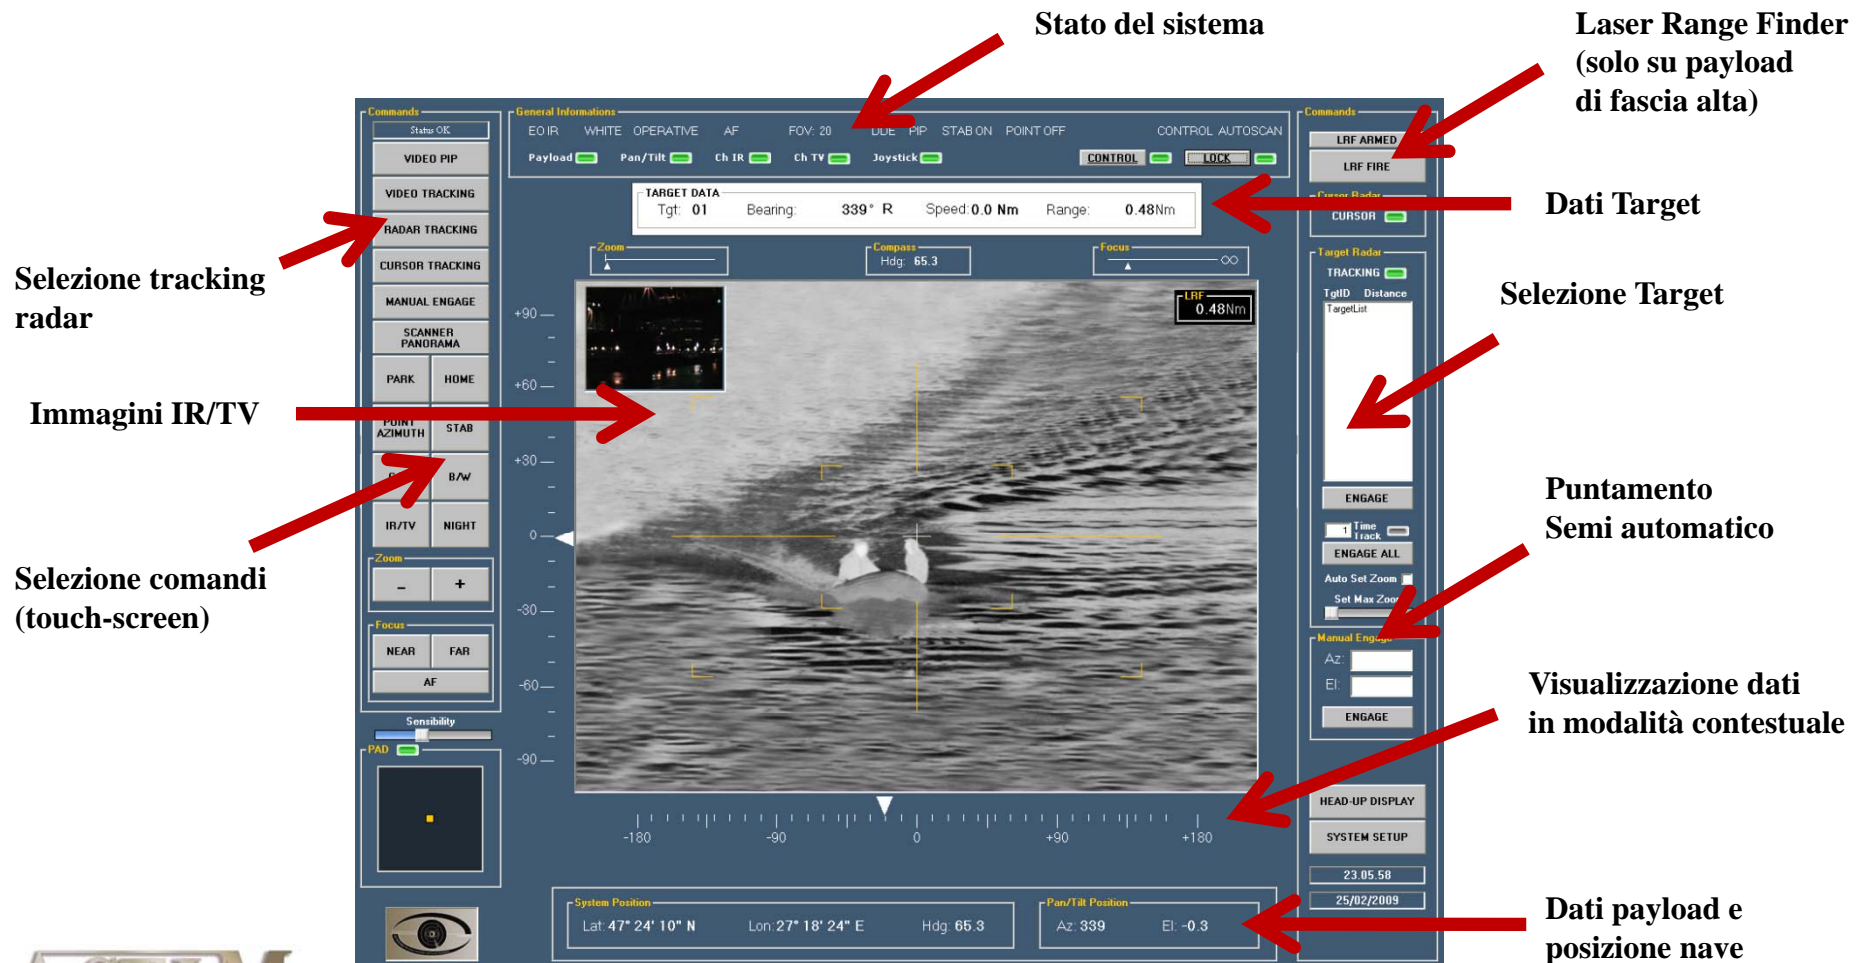 Stato del sistema
Laser Range Finder
(solo su payload
di fascia alta)
Dati Target
Selezione Target
Puntamento
Semi automatico
Visualizzazione dati
in modalità contestuale
Dati payload e
posizione nave
Selezione tracking
radar
Immagini IR/TV
Selezione comandi
(touch-screen)
Commands
Status OK
VIDEO PIP
VIDEO TRACKING
RADAR TRACKING
CURSOR TRACKING
MANUAL ENGAGE
SCANNER
PANORAMA
PARK HOME
POINT
AZIMUTH STAB
B/W
IR/TV NIGHT
Zoom
- +
Focus
NEAR FAR
AF
Sensibility
PAD
General Informations
EO IR WHITE OPERATIVE AF FOV: 20 DDE PIP STAB ON POINT OFF CONTROL AUTOSCAN
Payload Pan/Tilt Ch IR Ch TV Joystick CONTROL LOCK
TARGET DATA
Tgt: 01 Bearing: 339° R Speed: 0.0 Nm Range: 0.48Nm
Zoom
Compass
Hdg: 65.3
Focus
∞
LRF
0.48Nm
+90
+60
+30
0
-30
-60
-90
-180 -90 0 +90 +180
System Position
Lat: 47° 24' 10" N Lon: 27° 18' 24" E Hdg: 65.3
Pan/Tilt Position
Az: 339 El: -0.3
Commands
LRF ARMED
LRF FIRE
Cursor Radar
CURSOR
Target Radar
TRACKING
TgtID Distance
TargetList
ENGAGE
1 Time
Track
ENGAGE ALL
Auto Set Zoom
Set Max Zoom
Manual Engage
Az:
El:
ENGAGE
HEAD-UP DISPLAY
SYSTEM SETUP
23.05.58
25/02/2009